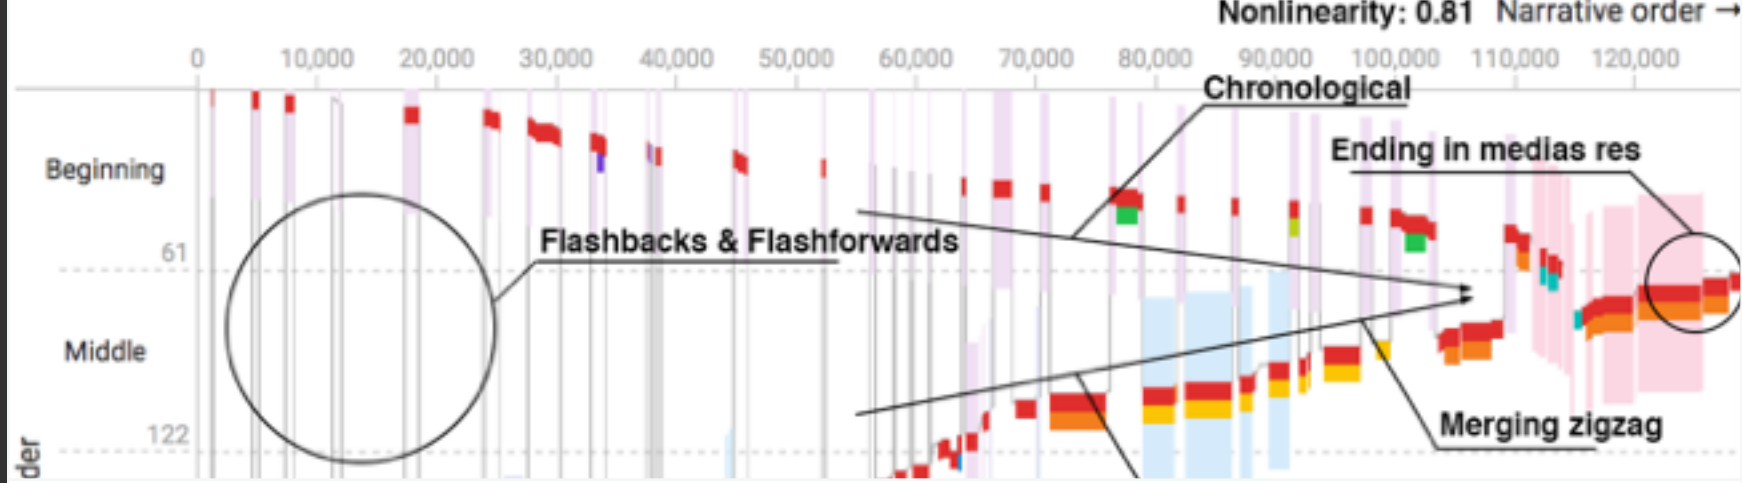 Nonlinearity: 0.81 Narrative order →
0 10,000 20,000 30,000 40,000 50,000 60,000 70,000 80,000 90,000 100,000 110,000 120,000
Chronological
Ending in medias res
Beginning
Flashbacks & Flashforwards
61
Middle
Merging zigzag
122
der